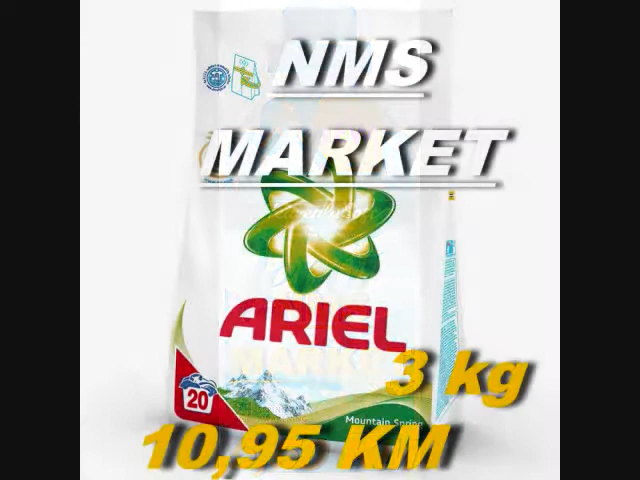 NMS
MARKET
ARIEL
3 kg
20
Mountain Spring
10,95 KM